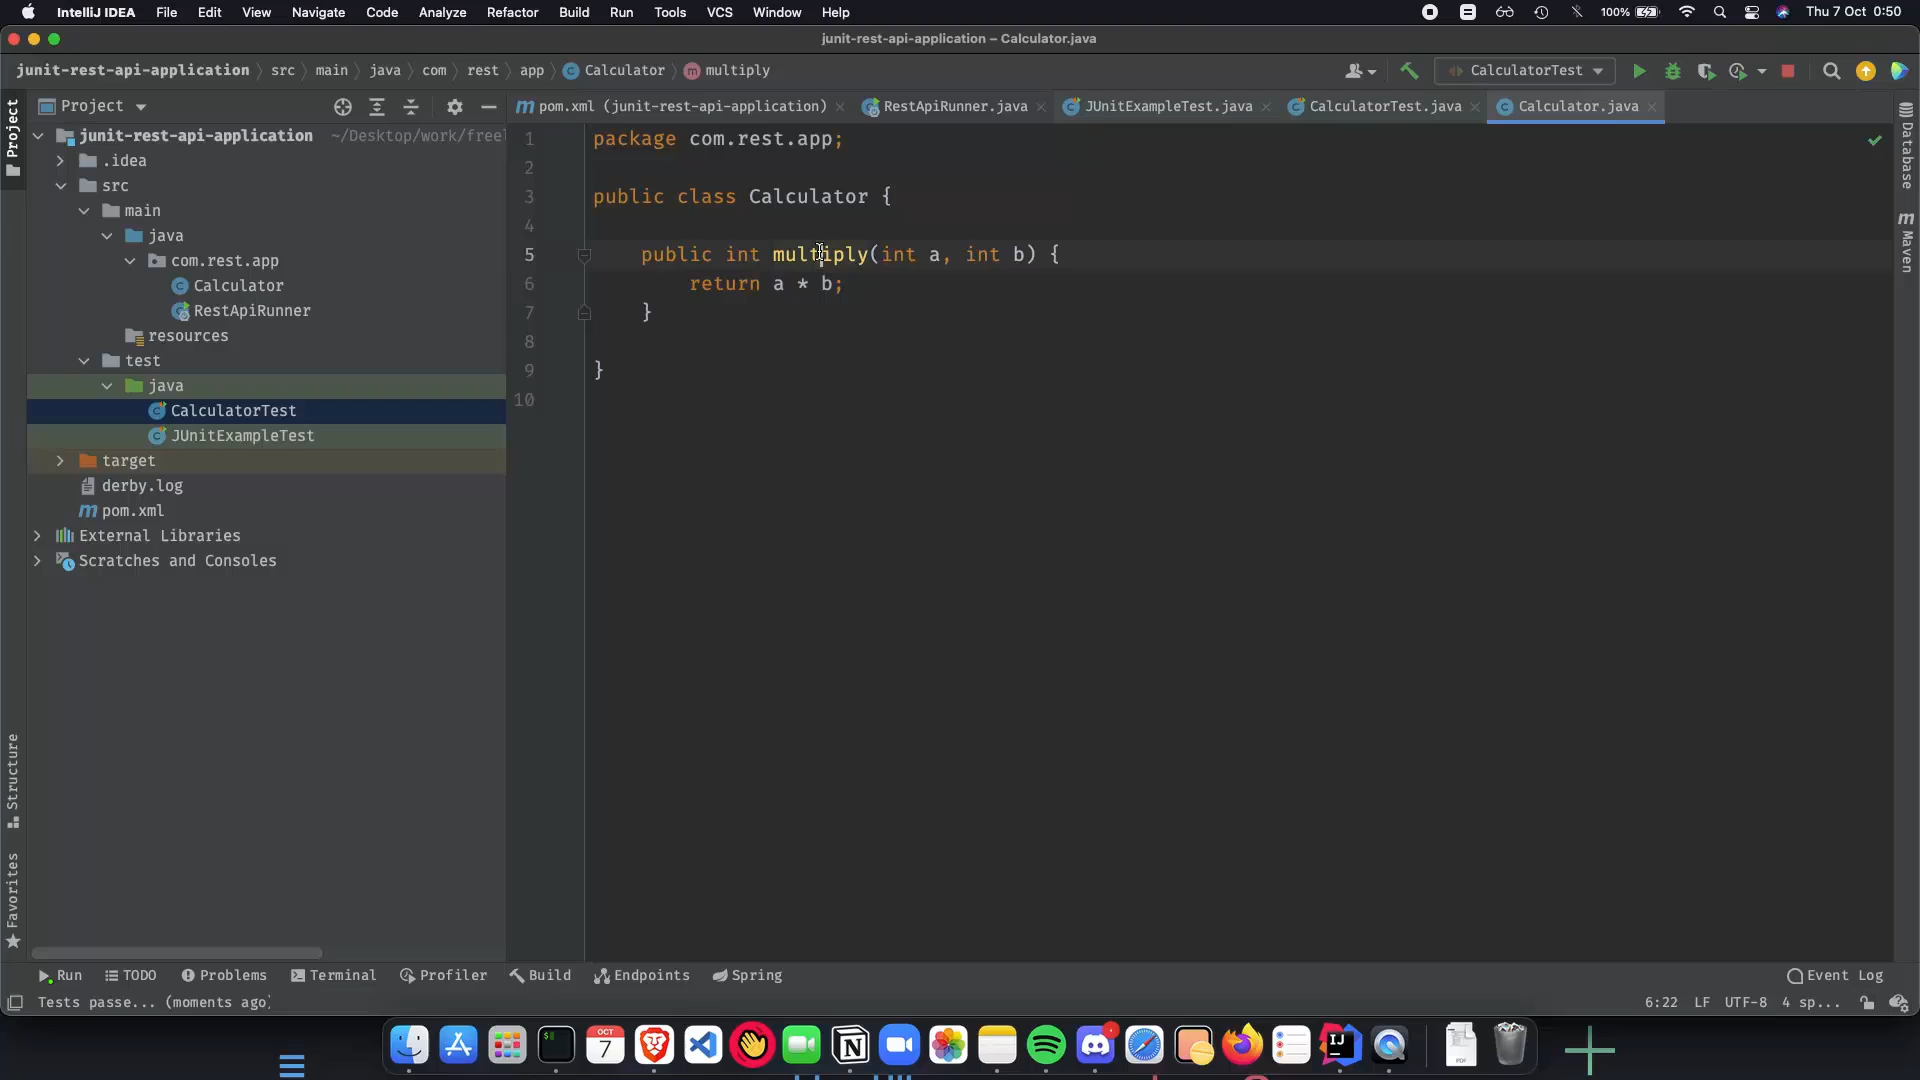 IntelliJ IDEA File Edit View Navigate Code Analyze Refactor Build Run Tools VCS Window Help 100% Thu 7 Oct 0:50
junit-rest-api-application – Calculator.java
junit-rest-api-application src main java com rest app Calculator multiply CalculatorTest
Project pom.xml (junit-rest-api-application) RestApiRunner.java JUnitExampleTest.java CalculatorTest.java Calculator.java
Project
junit-rest-api-application ~/Desktop/work/free
.idea
src
main
java
com.rest.app
Calculator
RestApiRunner
resources
test
java
CalculatorTest
JUnitExampleTest
target
derby.log
pom.xml
External Libraries
Scratches and Consoles
Structure
Favorites
1 package com.rest.app;
2
3 public class Calculator {
4
5 public int multiply(int a, int b) {
6 return a * b;
7 }
8
9 }
10
Database
Maven
Run TODO Problems Terminal Profiler Build Endpoints Spring Event Log
Tests passe... (moments ago) 6:22 LF UTF-8 4 sp...
OCT
7
IJ
PDF